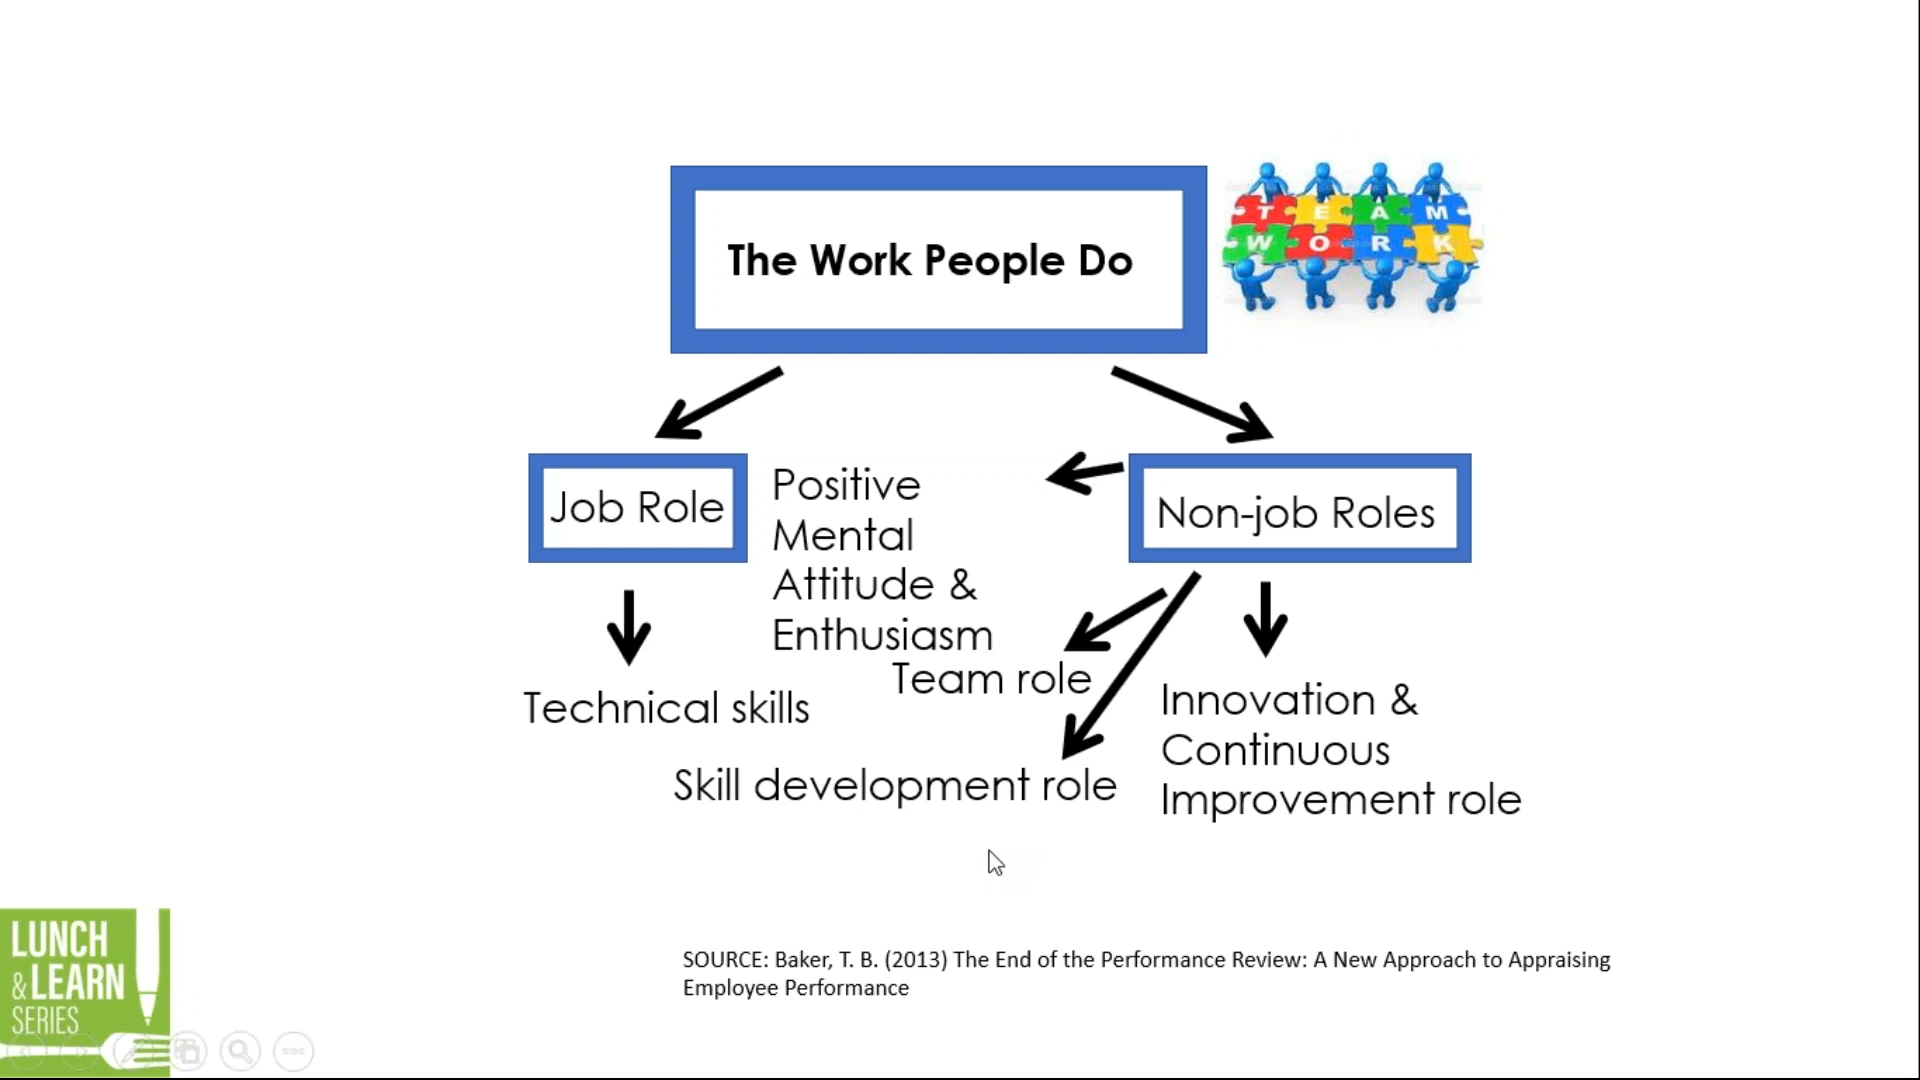 The Work People Do
T E A M
W O R K
Job Role
Positive
Mental
Attitude &
Enthusiasm
Non-job Roles
Team role
Technical skills
Skill development role
Innovation &
Continuous
Improvement role
SOURCE: Baker, T. B. (2013) The End of the Performance Review: A New Approach to Appraising
Employee Performance
LUNCH
& LEARN
SERIES